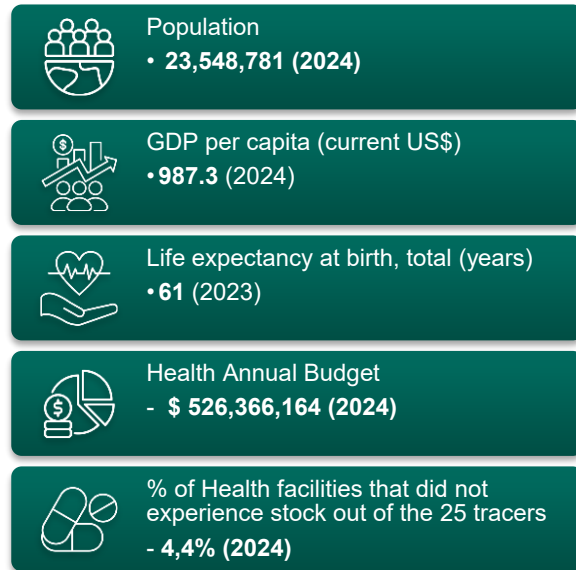 Population
• 23,548,781 (2024)
GDP per capita (current US$)
•987.3 (2024)
Life expectancy at birth, total (years)
•61 (2023)
Health Annual Budget
- $ 526,366,164 (2024)
% of Health facilities that did not
experience stock out of the 25 tracers
- 4,4% (2024)